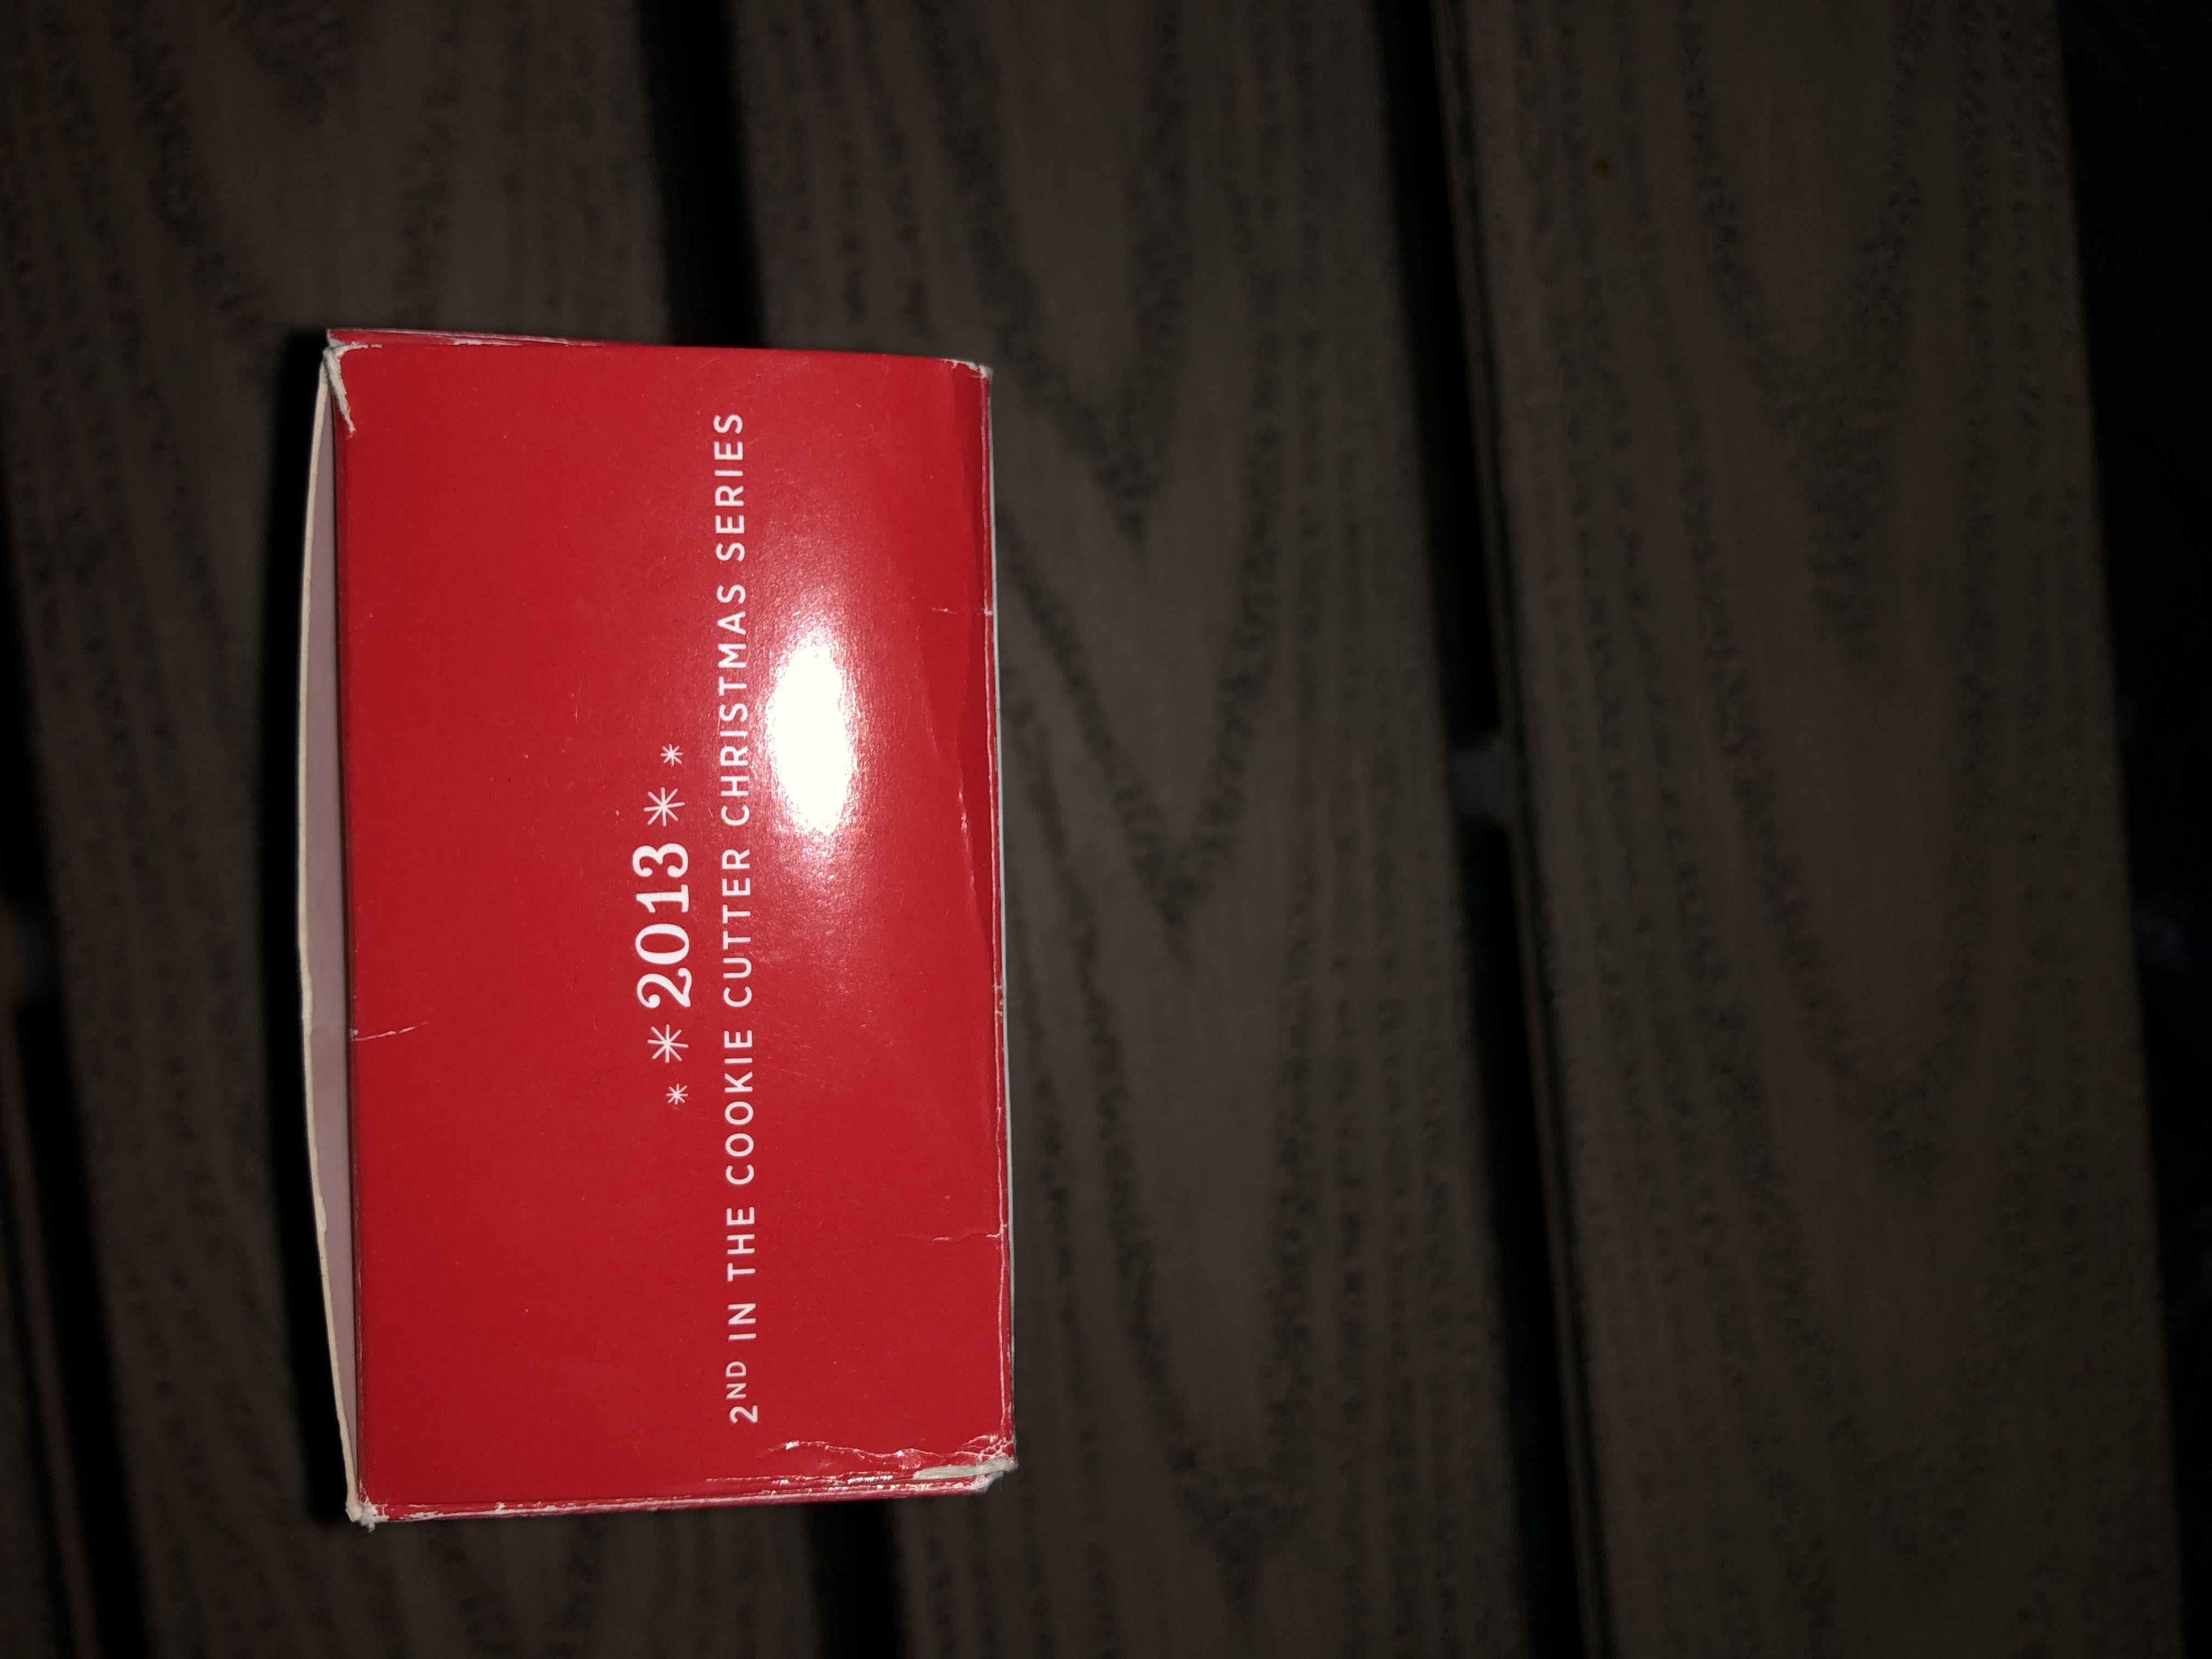 * * 2013 * *
2ND IN THE COOKIE CUTTER CHRISTMAS SERIES